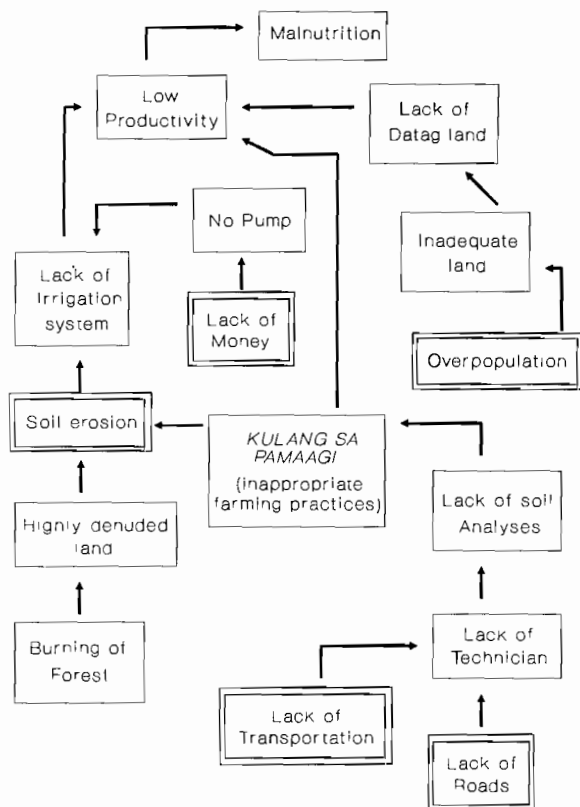 Malnutrition
Low
Productivity
Lack of
Datag land
No Pump
Inadequate
land
Lack of
Irrigation
system
Lack of
Money
Overpopulation
Soil erosion
KULANG SA
PAMAAGI
(inappropriate
farming practices)
Lack of soil
Analyses
Highly denuded
land
Burning of
Forest
Lack of
Technician
Lack of
Transportation
Lack of
Roads